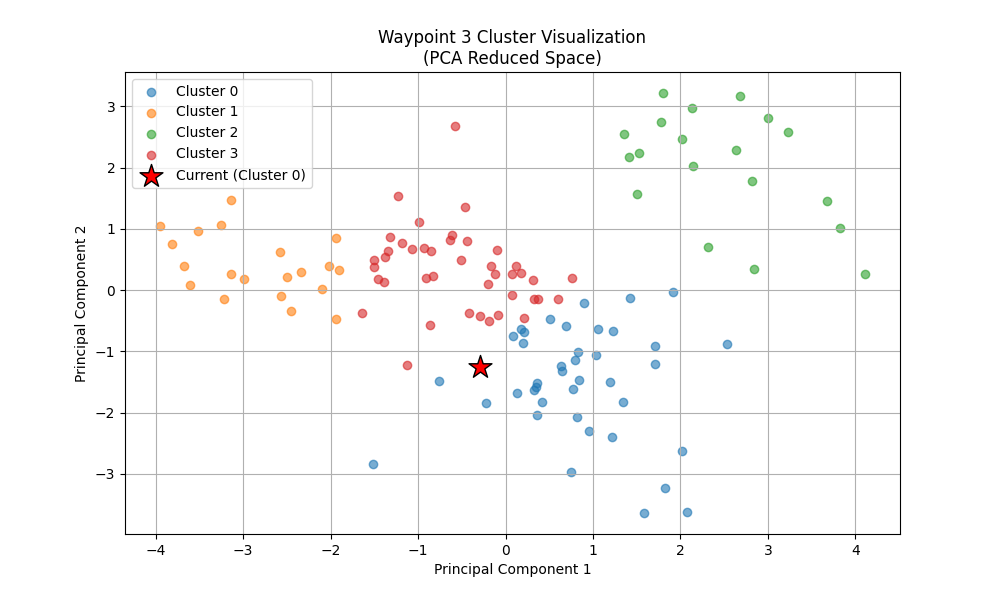 Waypoint 3 Cluster Visualization
(PCA Reduced Space)
Cluster 0
Cluster 1
Cluster 2
Cluster 3
Current (Cluster 0)
Principal Component 2
3
2
1
0
−1
−2
−3
−4 −3 −2 −1 0 1 2 3 4
Principal Component 1